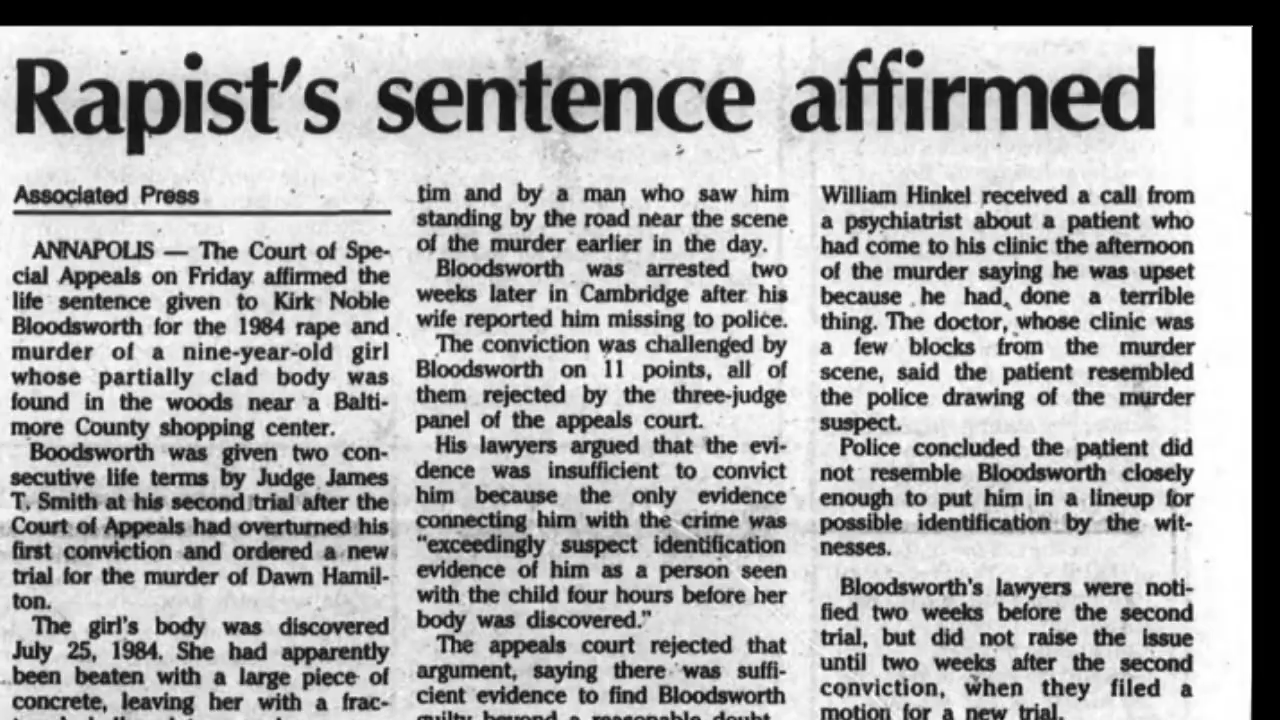 Rapist's sentence affirmed
Associated Press
ANNAPOLIS — The Court of Spe-
cial Appeals on Friday affirmed the
life sentence given to Kirk Noble
Bloodsworth for the 1984 rape and
murder of a nine-year-old girl
whose partially clad body was
found in the woods near a Balti-
more County shopping center.
Boodsworth was given two con-
secutive life terms by Judge James
T. Smith at his second trial after the
Court of Appeals had overturned his
first conviction and ordered a new
trial for the murder of Dawn Hamil-
ton.
The girl's body was discovered
July 25, 1984. She had apparently
been beaten with a large piece of
concrete, leaving her with a frac-
tim and by a man who saw him
standing by the road near the scene
of the murder earlier in the day.
Bloodsworth was arrested two
weeks later in Cambridge after his
wife reported him missing to police.
The conviction was challenged by
Bloodsworth on 11 points, all of
them rejected by the three-judge
panel of the appeals court.
His lawyers argued that the evi-
dence was insufficient to convict
him because the only evidence
connecting him with the crime was
"exceedingly suspect identification
evidence of him as a person seen
with the child four hours before her
body was discovered."
The appeals court rejected that
argument, saying there was suffi-
cient evidence to find Bloodsworth
guilty beyond a reasonable doubt.
William Hinkel received a call from
a psychiatrist about a patient who
had come to his clinic the afternoon
of the murder saying he was upset
because he had done a terrible
thing. The doctor, whose clinic was
a few blocks from the murder
scene, said the patient resembled
the police drawing of the murder
suspect.
Police concluded the patient did
not resemble Bloodsworth closely
enough to put him in a lineup for
possible identification by the wit-
nesses.
Bloodsworth's lawyers were noti-
fied two weeks before the second
trial, but did not raise the issue
until two weeks after the second
conviction, when they filed a
motion for a new trial.